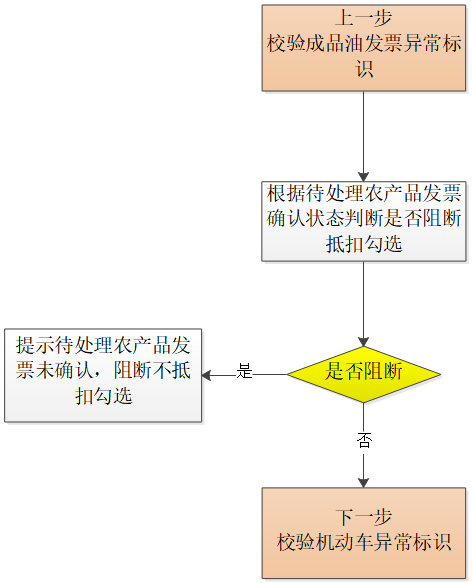 上一步
校验成品油发票异常标
识
根据待处理农产品发票
确认状态判断是否阻断
抵扣勾选
提示待处理农产品发
票未确认，阻断不抵
扣勾选
是
是否阻断
否
下一步
校验机动车异常标识